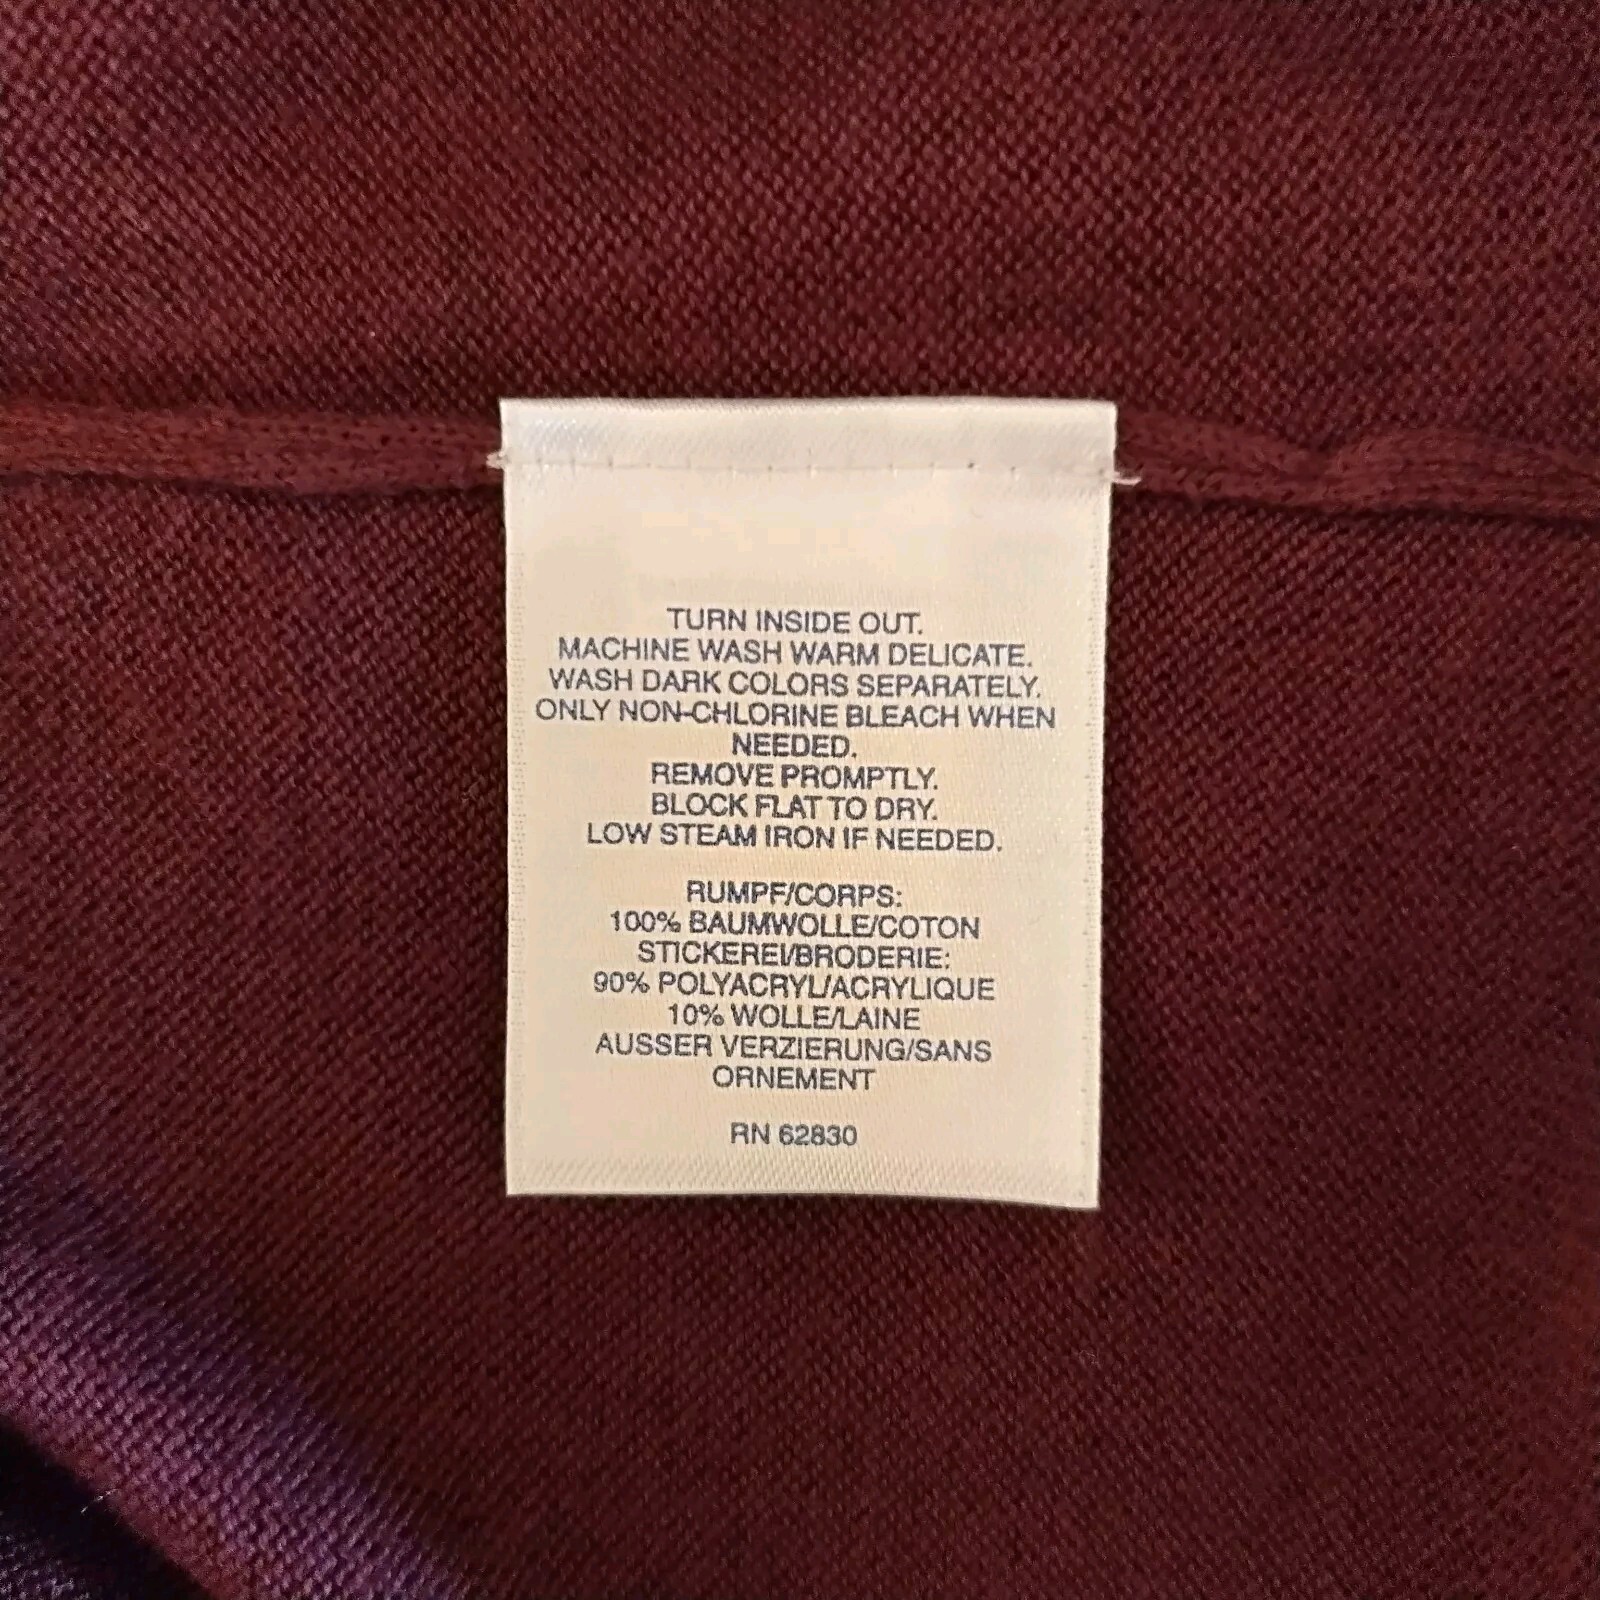 TURN INSIDE OUT.
MACHINE WASH WARM DELICATE.
WASH DARK COLORS SEPARATELY.
ONLY NON-CHLORINE BLEACH WHEN
NEEDED.
REMOVE PROMPTLY.
BLOCK FLAT TO DRY.
LOW STEAM IRON IF NEEDED.
RUMPF/CORPS:
100% BAUMWOLLE/COTON
STICKEREI/BRODERIE:
90% POLYACRYL/ACRYLIQUE
10% WOLLE/LAINE
AUSSER VERZIERUNG/SANS
ORNEMENT
RN 62830